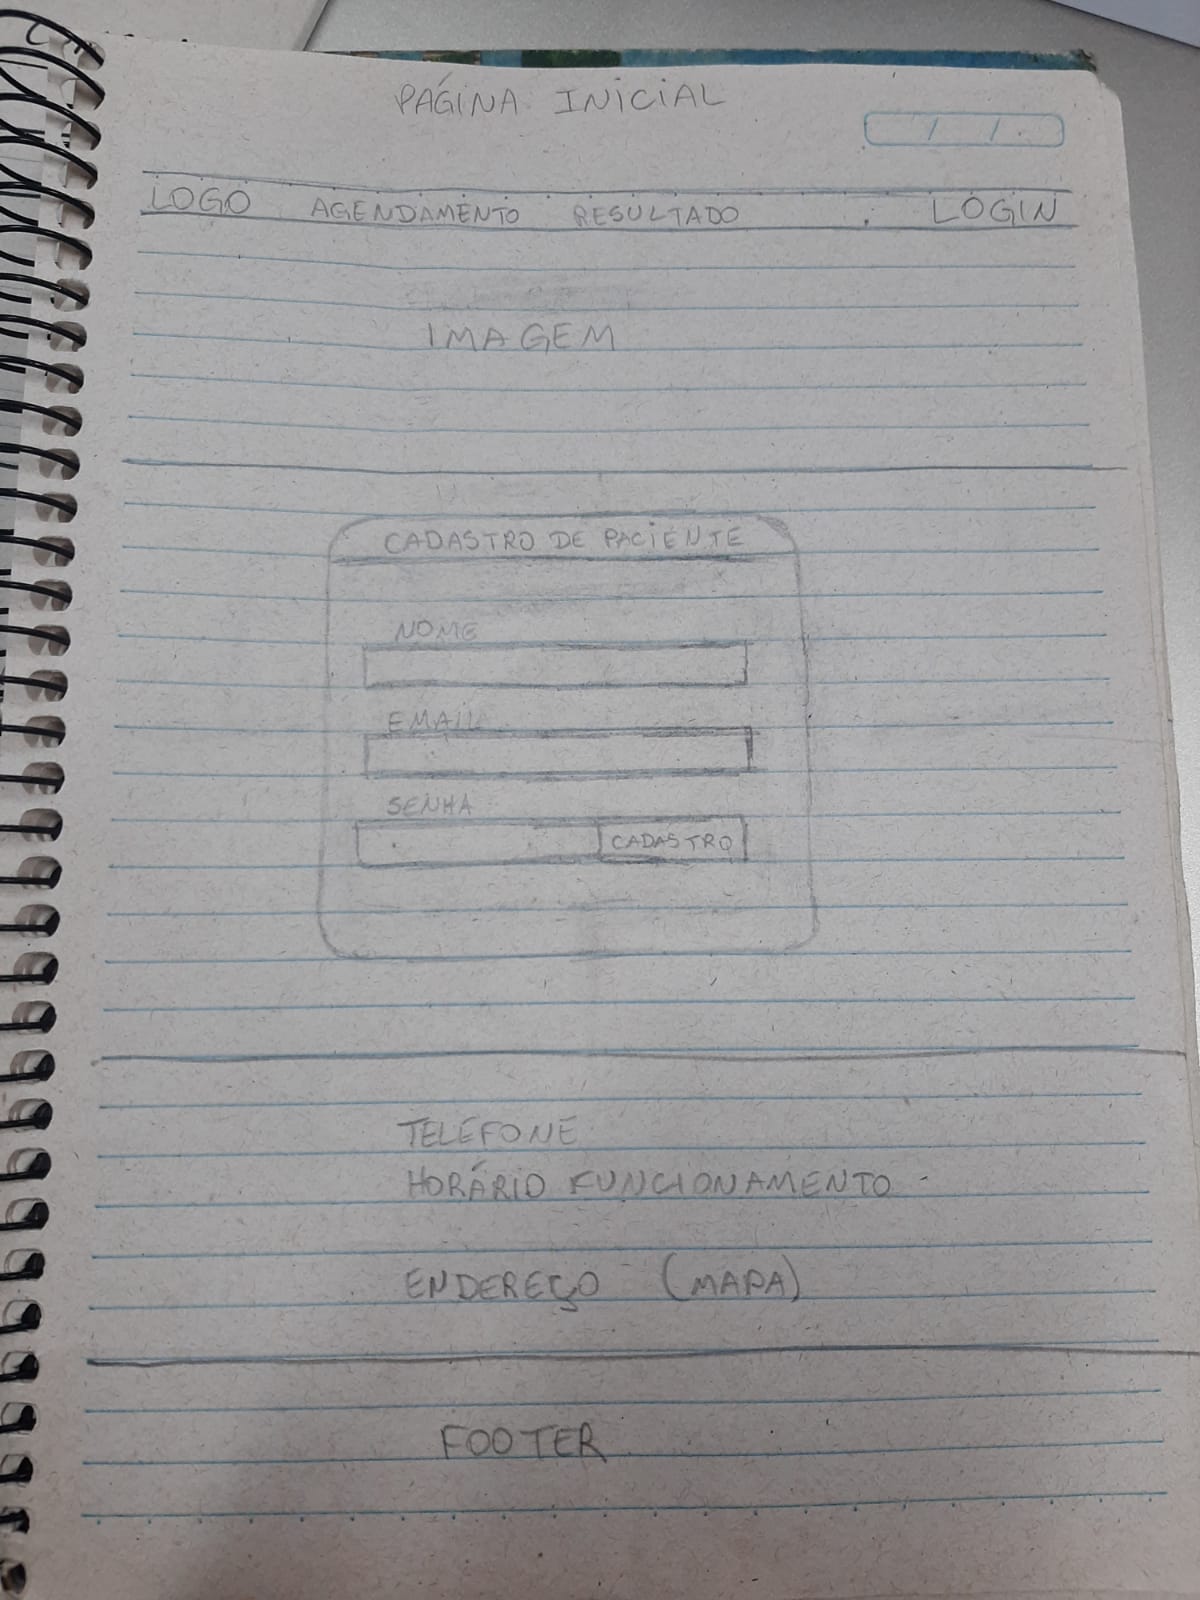 PÁGINA INICIAL
LOGO AGENDAMENTO RESULTADO LOGIN
IMAGEM
CADASTRO DE PACIENTE
NOME
EMAIL
SENHA
CADASTRO
TELEFONE
HORÁRIO FUNCIONAMENTO
ENDEREÇO (MAPA)
FOOTER